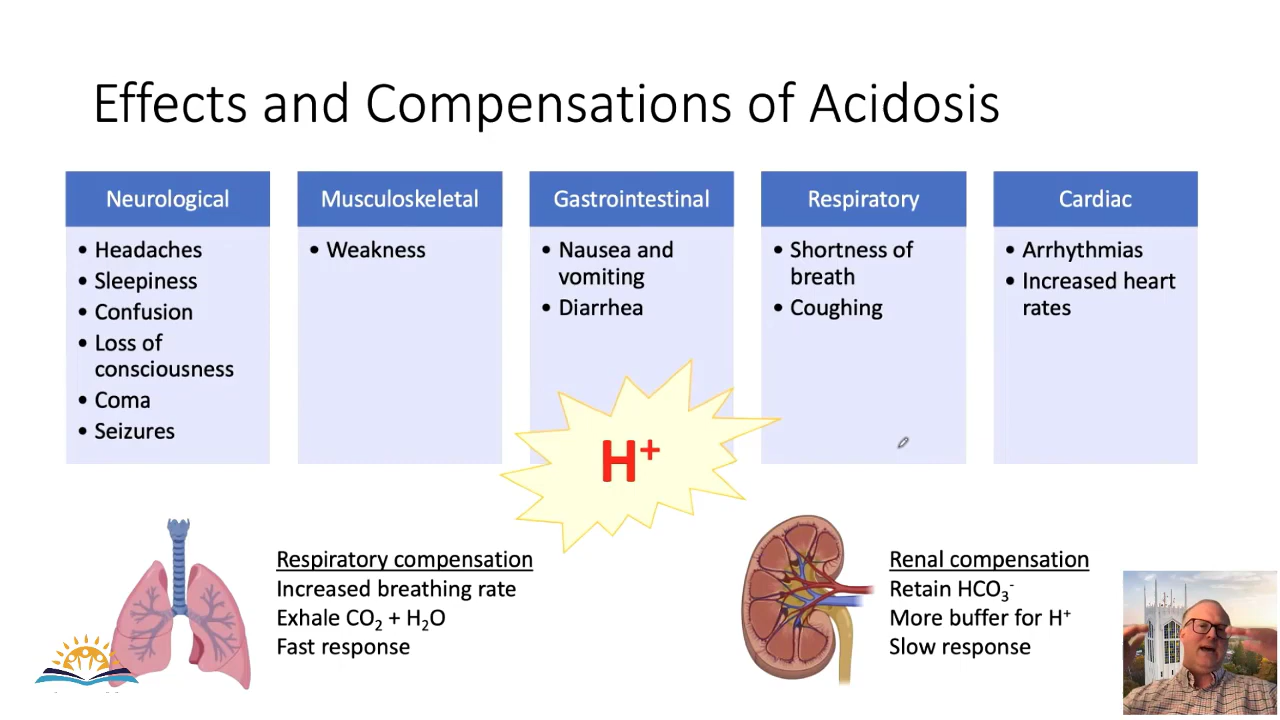 Effects and Compensations of Acidosis
Neurological
• Headaches
• Sleepiness
• Confusion
• Loss of
consciousness
• Coma
• Seizures
Musculoskeletal
• Weakness
Gastrointestinal
• Nausea and
vomiting
• Diarrhea
Respiratory
• Shortness of
breath
• Coughing
Cardiac
• Arrhythmias
• Increased heart
rates
H⁺
Respiratory compensation
Increased breathing rate
Exhale CO₂ + H₂O
Fast response
Renal compensation
Retain HCO₃⁻
More buffer for H⁺
Slow response